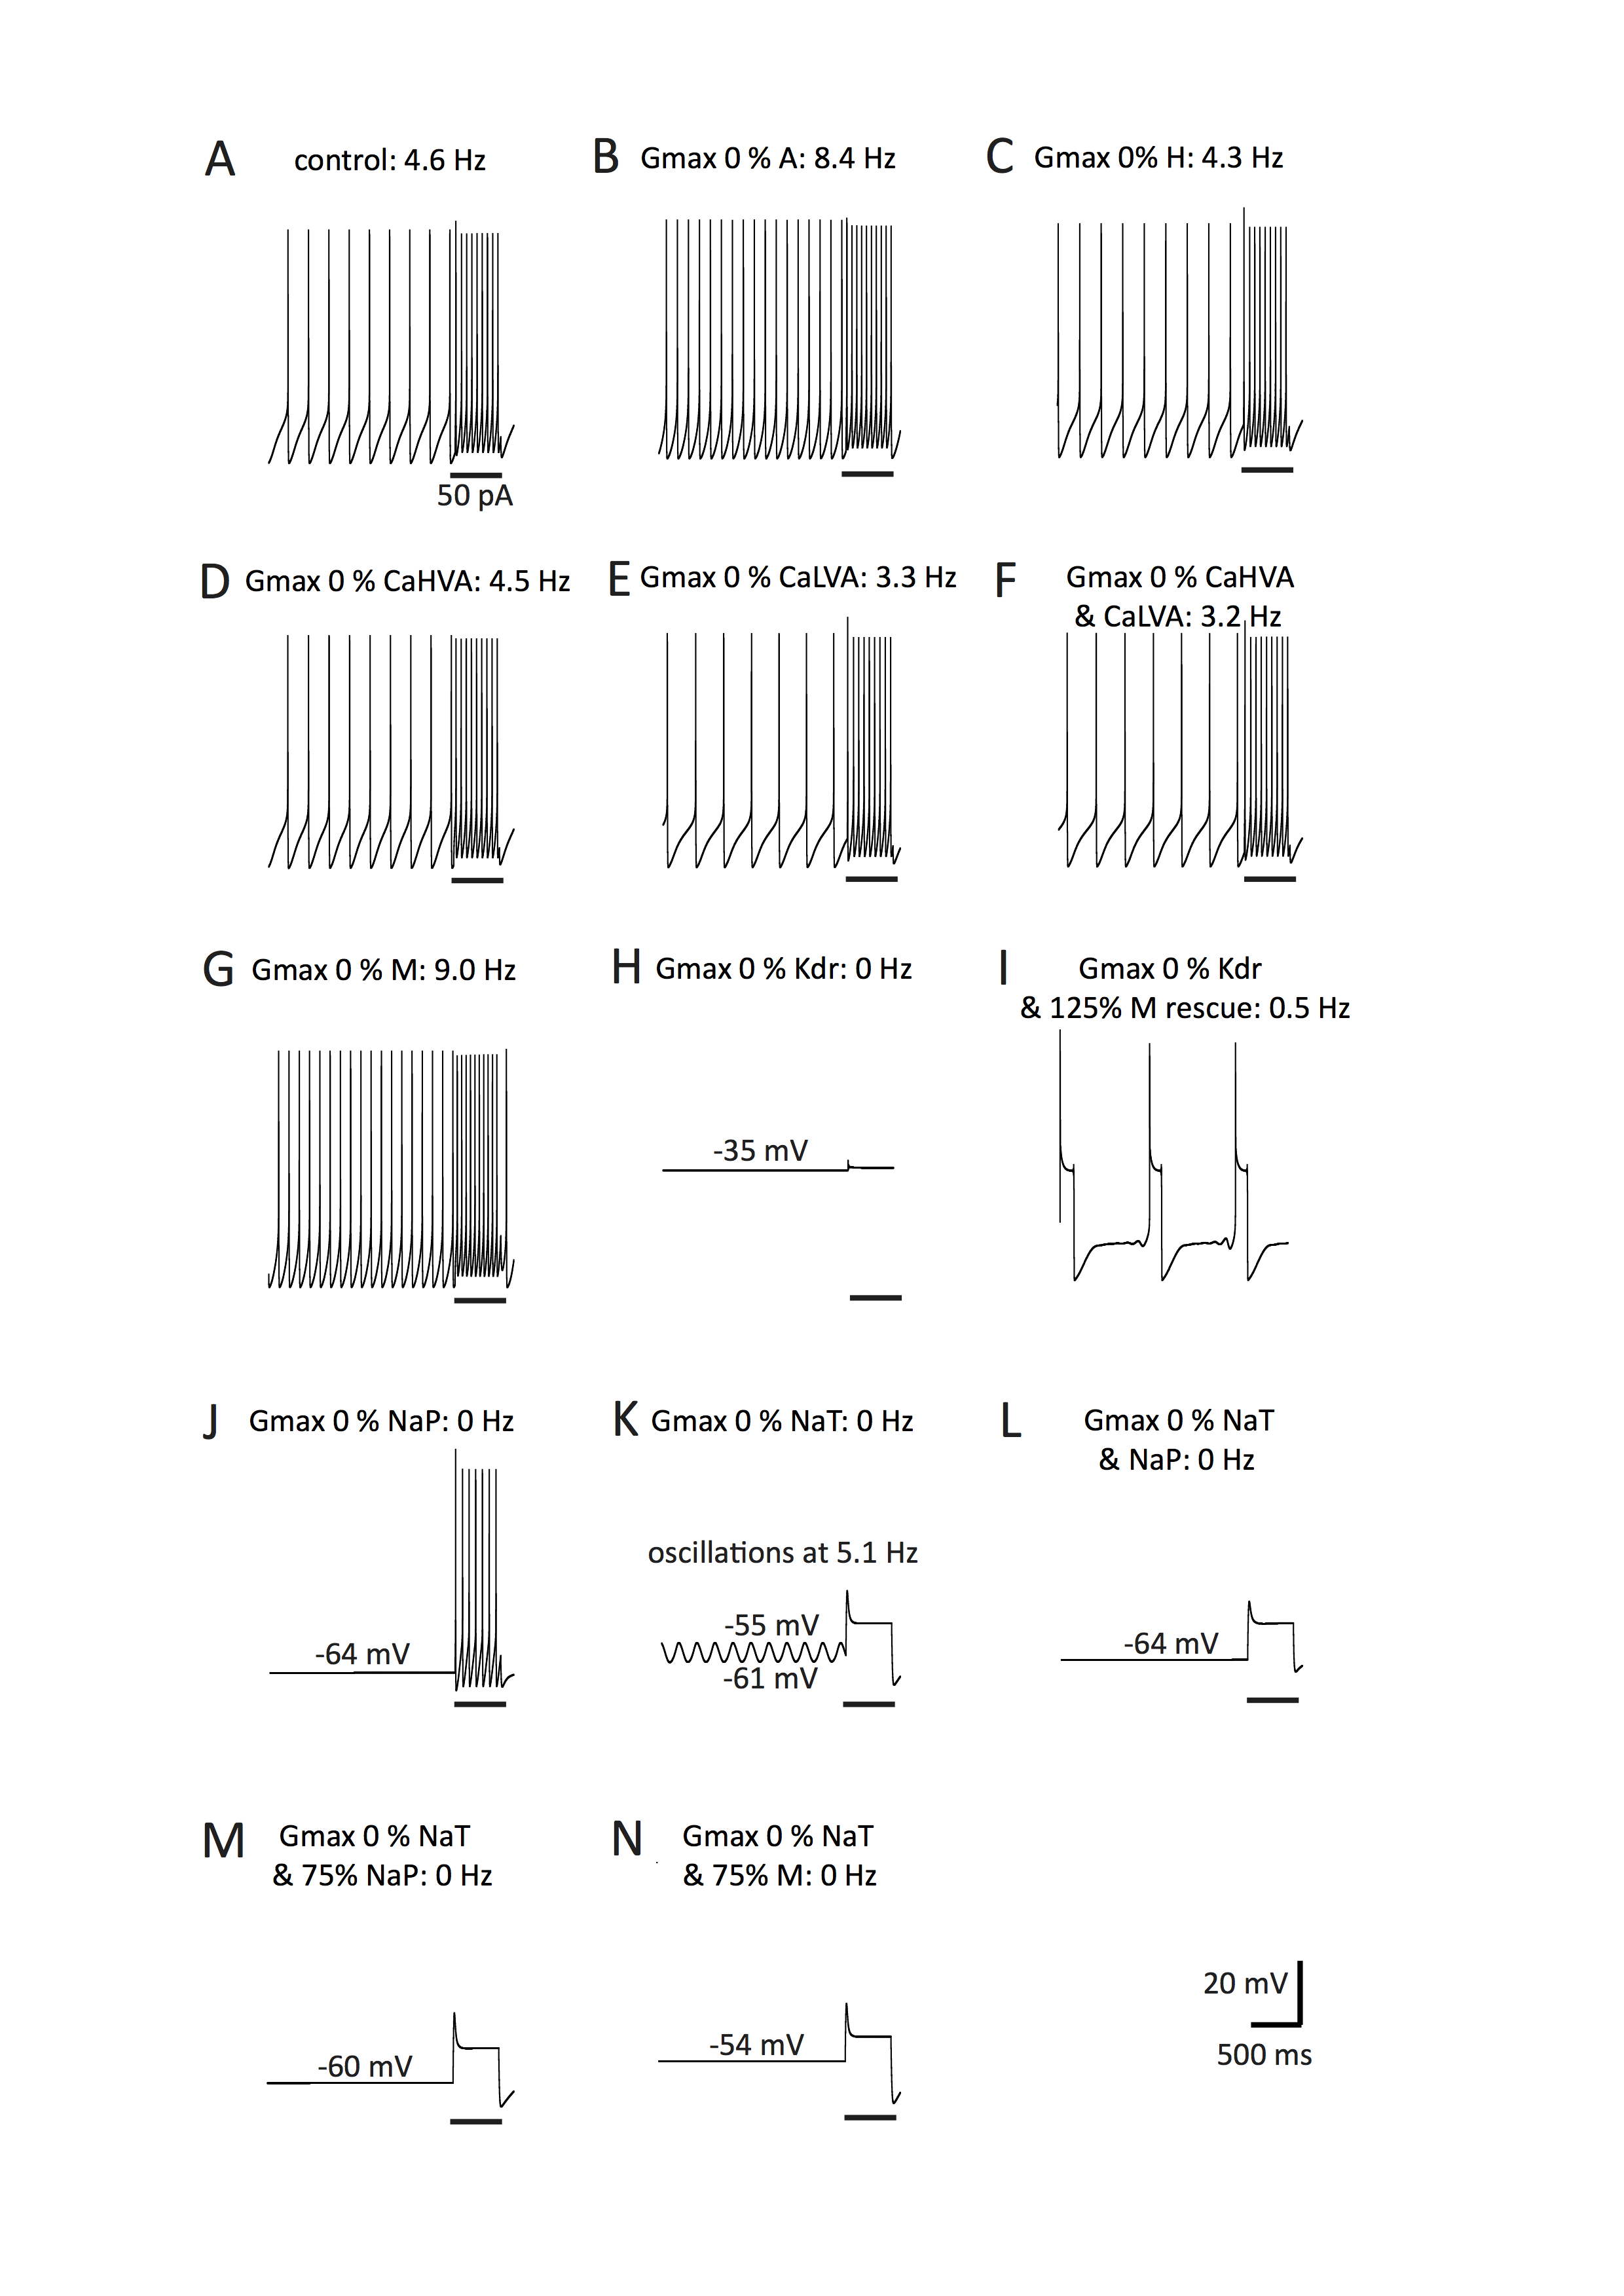 A control: 4.6 Hz
B Gmax 0 % A: 8.4 Hz
C Gmax 0% H: 4.3 Hz
50 pA
D Gmax 0 % CaHVA: 4.5 Hz
E Gmax 0 % CaLVA: 3.3 Hz
F Gmax 0 % CaHVA
& CaLVA: 3.2 Hz
G Gmax 0 % M: 9.0 Hz
H Gmax 0 % Kdr: 0 Hz
-35 mV
I Gmax 0 % Kdr
& 125% M rescue: 0.5 Hz
J Gmax 0 % NaP: 0 Hz
-64 mV
K Gmax 0 % NaT: 0 Hz
oscillations at 5.1 Hz
-55 mV
-61 mV
L Gmax 0 % NaT
& NaP: 0 Hz
-64 mV
M Gmax 0 % NaT
& 75% NaP: 0 Hz
-60 mV
N Gmax 0 % NaT
& 75% M: 0 Hz
-54 mV
20 mV
500 ms